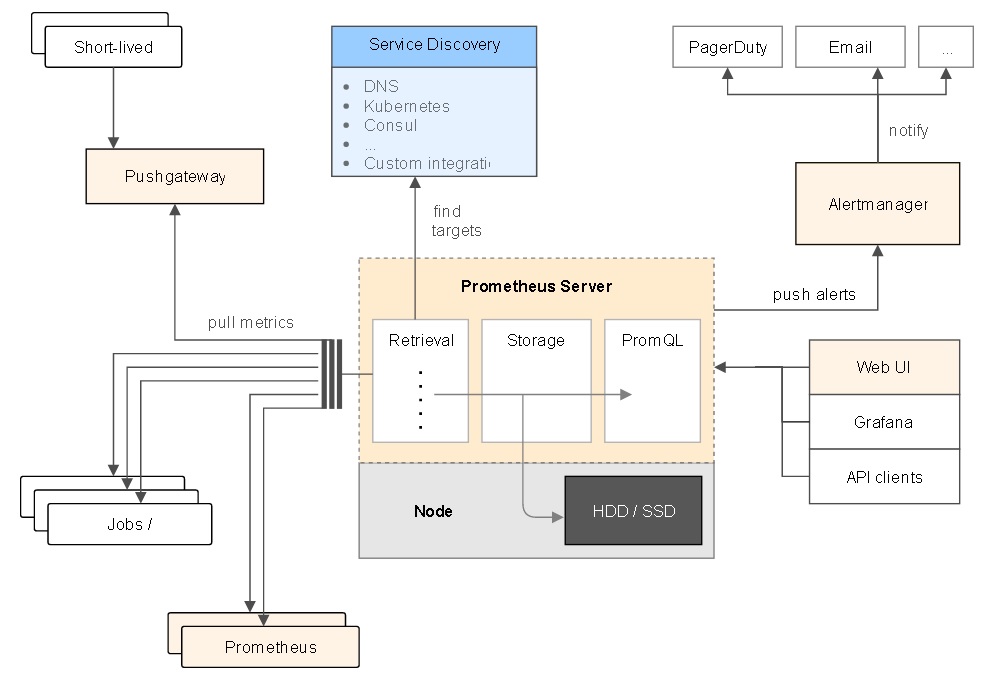 Short-lived
Pushgateway
Service Discovery
• DNS
• Kubernetes
• Consul
• ...
• Custom integrati
find
targets
PagerDuty
Email
...
notify
Alertmanager
push alerts
pull metrics
Prometheus Server
Retrieval
Storage
PromQL
Node
HDD / SSD
Web UI
Grafana
API clients
Jobs /
Prometheus